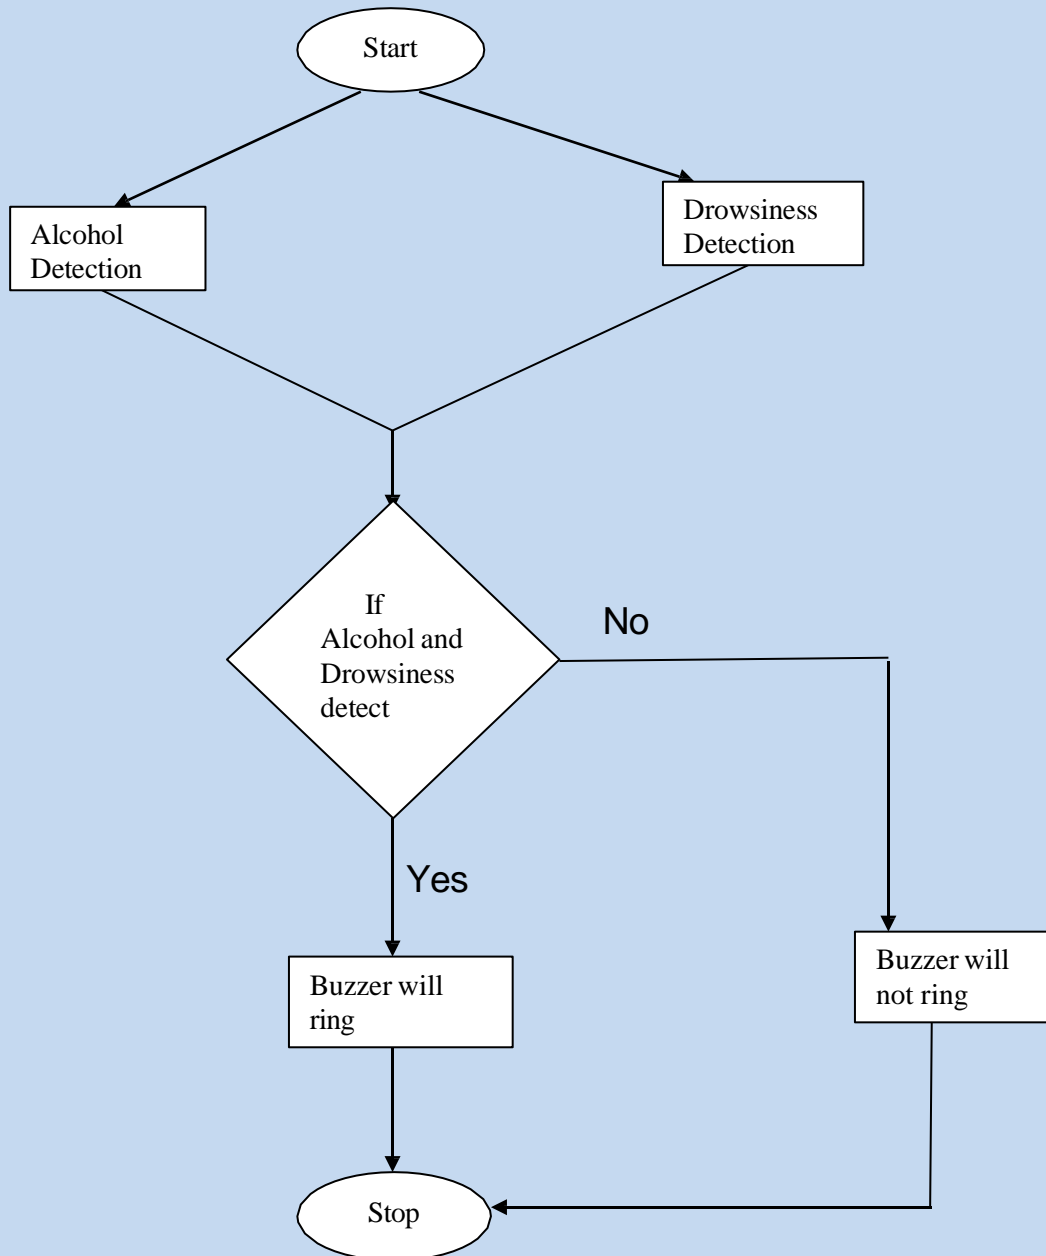 Start
Alcohol
Detection
Drowsiness
Detection
If
Alcohol and
Drowsiness
detect
No
Yes
Buzzer will
ring
Buzzer will
not ring
Stop